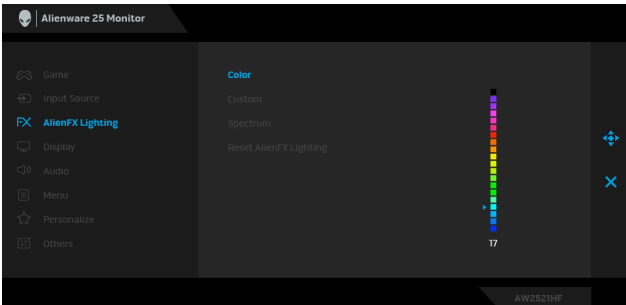 Alienware 25 Monitor
Game
Input Source
FX AlienFX Lighting
Display
Audio
Menu
Personalize
Others
Color
Custom
Spectrum
Reset AlienFX Lighting
17
AW2521HF